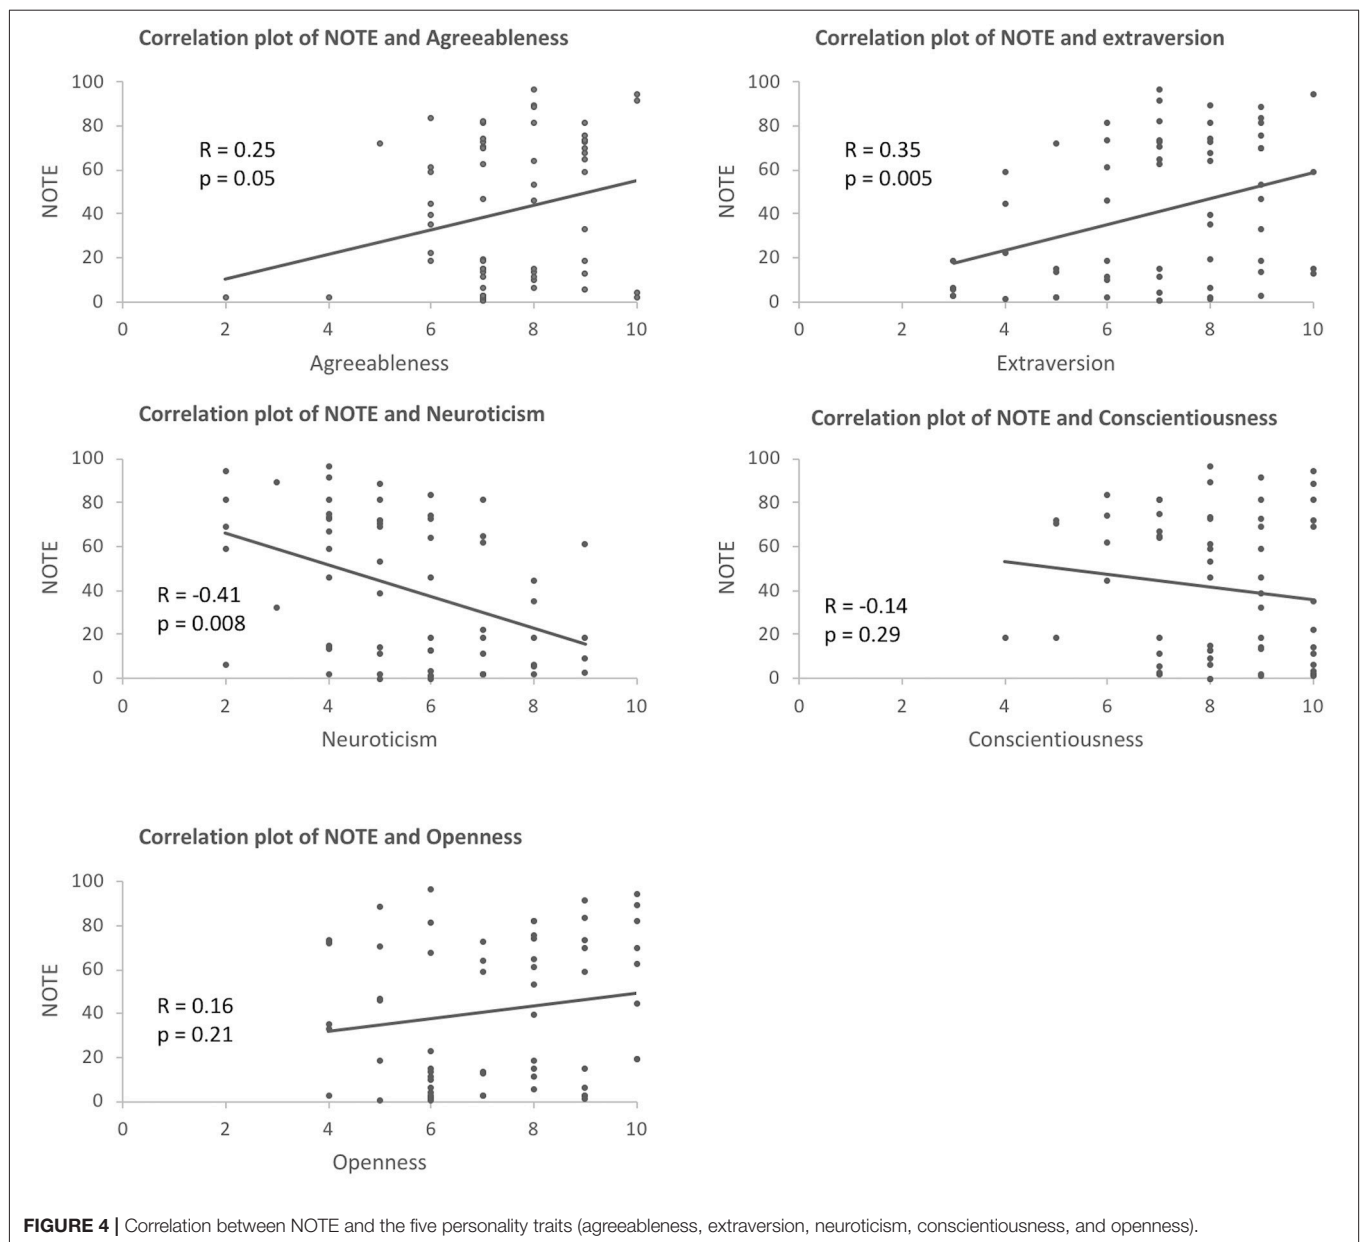 Correlation plot of NOTE and Agreeableness
100
80
60
40
20
0
NOTE
R = 0.25
p = 0.05
0 2 4 6 8 10
Agreeableness
Correlation plot of NOTE and extraversion
100
80
60
40
20
0
NOTE
R = 0.35
p = 0.005
0 2 4 6 8 10
Extraversion
Correlation plot of NOTE and Neuroticism
100
80
60
40
20
0
NOTE
R = -0.41
p = 0.008
0 2 4 6 8 10
Neuroticism
Correlation plot of NOTE and Conscientiousness
100
80
60
40
20
0
NOTE
R = -0.14
p = 0.29
0 2 4 6 8 10
Conscientiousness
Correlation plot of NOTE and Openness
100
80
60
40
20
0
NOTE
R = 0.16
p = 0.21
0 2 4 6 8 10
Openness
FIGURE 4 | Correlation between NOTE and the five personality traits (agreeableness, extraversion, neuroticism, conscientiousness, and openness).